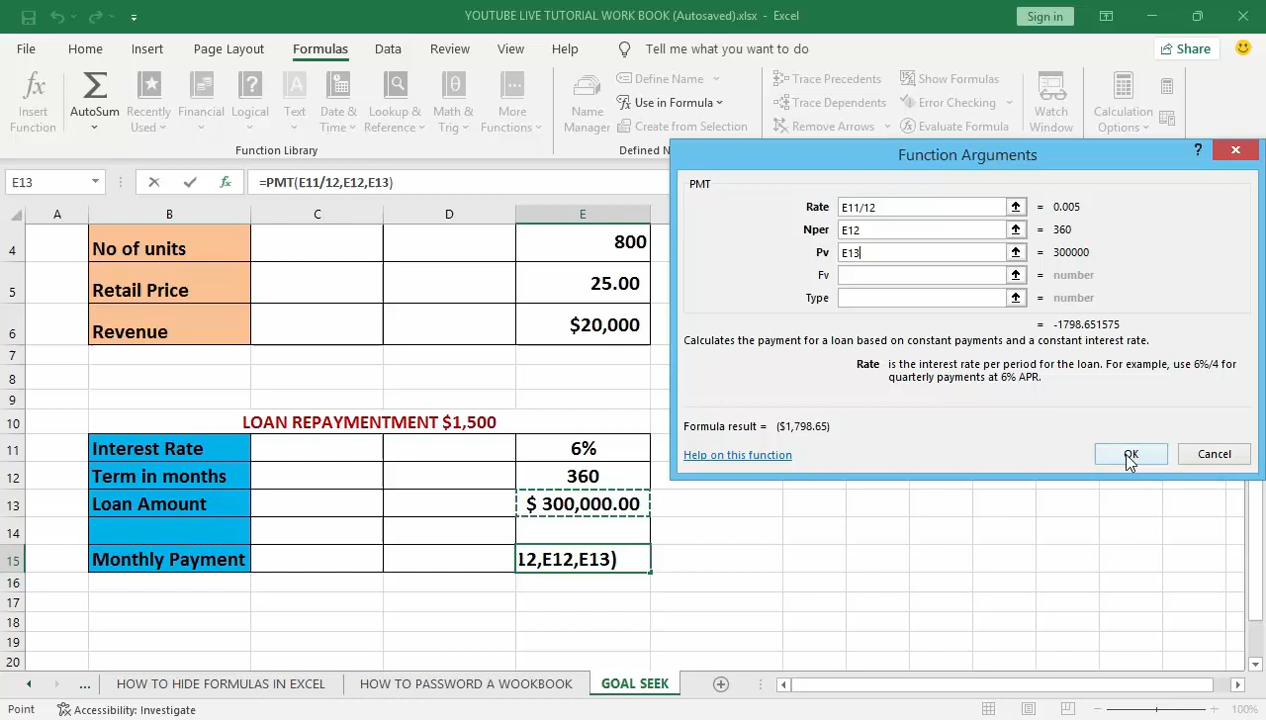 YOUTUBE LIVE TUTORIAL WORK BOOK (Autosaved).xlsx - Excel
Sign in
File Home Insert Page Layout Formulas Data Review View Help Tell me what you want to do Share
Insert Function
AutoSum
Recently Used
Financial
Logical
Text
Date & Time
Lookup & Reference
Math & Trig
More Functions
Function Library
Name Manager
Define Name
Use in Formula
Create from Selection
Defined N
Trace Precedents
Trace Dependents
Remove Arrows
Show Formulas
Error Checking
Evaluate Formula
Watch Window
Calculation Options
E13 fx =PMT(E11/12,E12,E13)
A B C D E
4 No of units 800
5 Retail Price 25.00
6 Revenue $20,000
7
8
9
10 LOAN REPAYMENTMENT $1,500
11 Interest Rate 6%
12 Term in months 360
13 Loan Amount $ 300,000.00
14
15 Monthly Payment 12,E12,E13)
16
17
18
19
20
Function Arguments ?
PMT
Rate E11/12 = 0.005
Nper E12 = 360
Pv E13 = 300000
Fv = number
Type = number
= -1798.651575
Calculates the payment for a loan based on constant payments and a constant interest rate.
Rate is the interest rate per period for the loan. For example, use 6%/4 for
quarterly payments at 6% APR.
Formula result = ($1,798.65)
Help on this function
OK Cancel
... HOW TO HIDE FORMULAS IN EXCEL HOW TO PASSWORD A WOOKBOOK GOAL SEEK
Point Accessibility: Investigate 100%